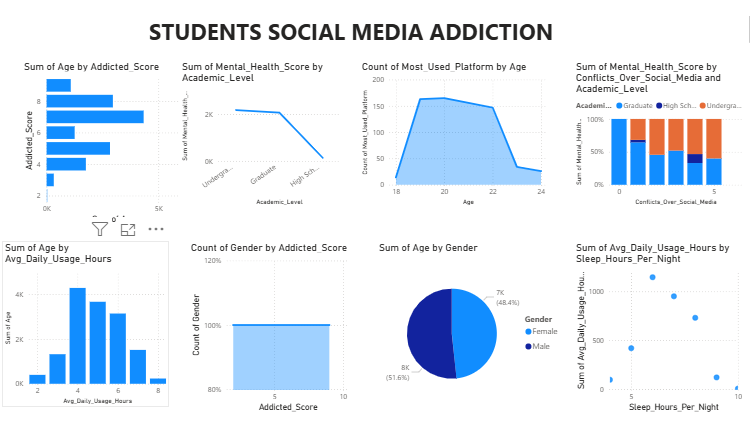 STUDENTS SOCIAL MEDIA ADDICTION
Sum of Age by Addicted_Score
Addicted_Score
8
6
4
2
0K
5K
Sum of Mental_Health_Score by
Academic_Level
Sum of Mental_Health_...
2K
0K
Undergra...
Graduate
High Sch...
Academic_Level
Count of Most_Used_Platform by Age
Count of Most_Used_Platform
200
150
100
50
0
18
20
22
24
Age
Sum of Mental_Health_Score by
Conflicts_Over_Social_Media and
Academic_Level
Academi...
Graduate
High Sch...
Undergra...
Sum of Mental_Health...
100%
50%
0%
0
5
Conflicts_Over_Social_Media
Sum of Age by
Avg_Daily_Usage_Hours
Sum of Age
4K
2K
0K
2
4
6
8
Avg_Daily_Usage_Hours
Count of Gender by Addicted_Score
Count of Gender
120%
100%
80%
5
10
Addicted_Score
Sum of Age by Gender
7K
(48.4%)
8K
(51.6%)
Gender
Female
Male
Sum of Avg_Daily_Usage_Hours by
Sleep_Hours_Per_Night
Sum of Avg_Daily_Usage_Hou...
1000
500
0
5
10
Sleep_Hours_Per_Night